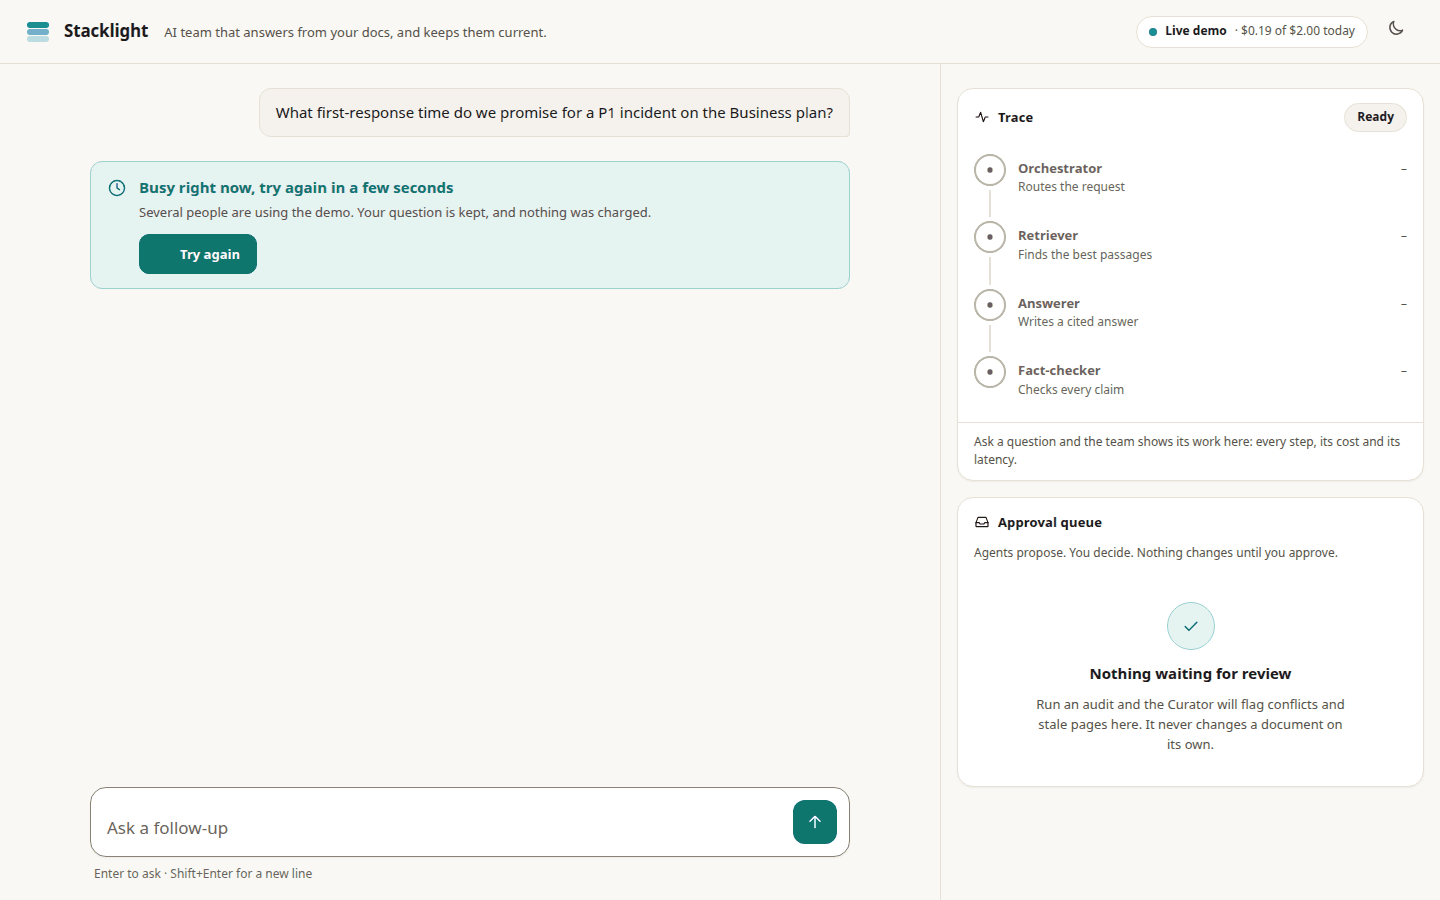 Stacklight
AI team that answers from your docs, and keeps them current.
Live demo · $0.19 of $2.00 today
What first-response time do we promise for a P1 incident on the Business plan?
Busy right now, try again in a few seconds
Several people are using the demo. Your question is kept, and nothing was charged.
Try again
Ask a follow-up
Enter to ask · Shift+Enter for a new line
Trace
Ready
Orchestrator –
Routes the request
Retriever –
Finds the best passages
Answerer –
Writes a cited answer
Fact-checker –
Checks every claim
Ask a question and the team shows its work here: every step, its cost and its
latency.
Approval queue
Agents propose. You decide. Nothing changes until you approve.
Nothing waiting for review
Run an audit and the Curator will flag conflicts and
stale pages here. It never changes a document on
its own.